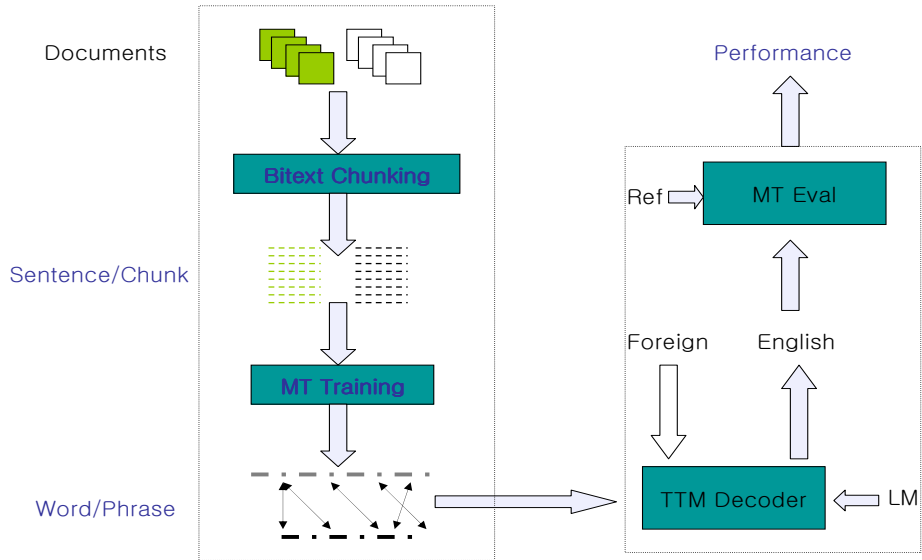 Documents
Bitext Chunking
Sentence/Chunk
MT Training
Word/Phrase
Performance
Ref
MT Eval
Foreign
English
TTM Decoder
LM